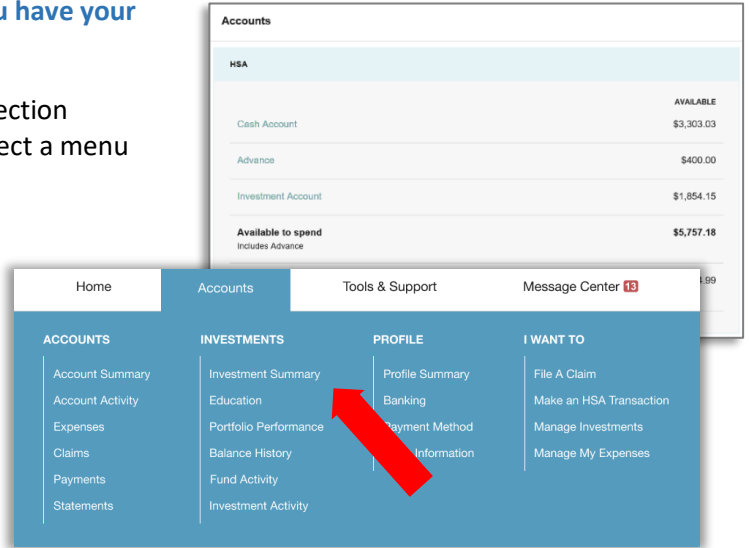 u have your
ection
ect a menu
Accounts
HSA
AVAILABLE
Cash Account $3,303.03
Advance $400.00
Investment Account $1,854.15
Available to spend $5,757.18
Includes Advance
.99
Home Accounts Tools & Support Message Center 13
ACCOUNTS INVESTMENTS PROFILE I WANT TO
Account Summary Investment Summary Profile Summary File A Claim
Account Activity Education Banking Make an HSA Transaction
Expenses Portfolio Performance Payment Method Manage Investments
Claims Balance History Information Manage My Expenses
Payments Fund Activity
Statements Investment Activity